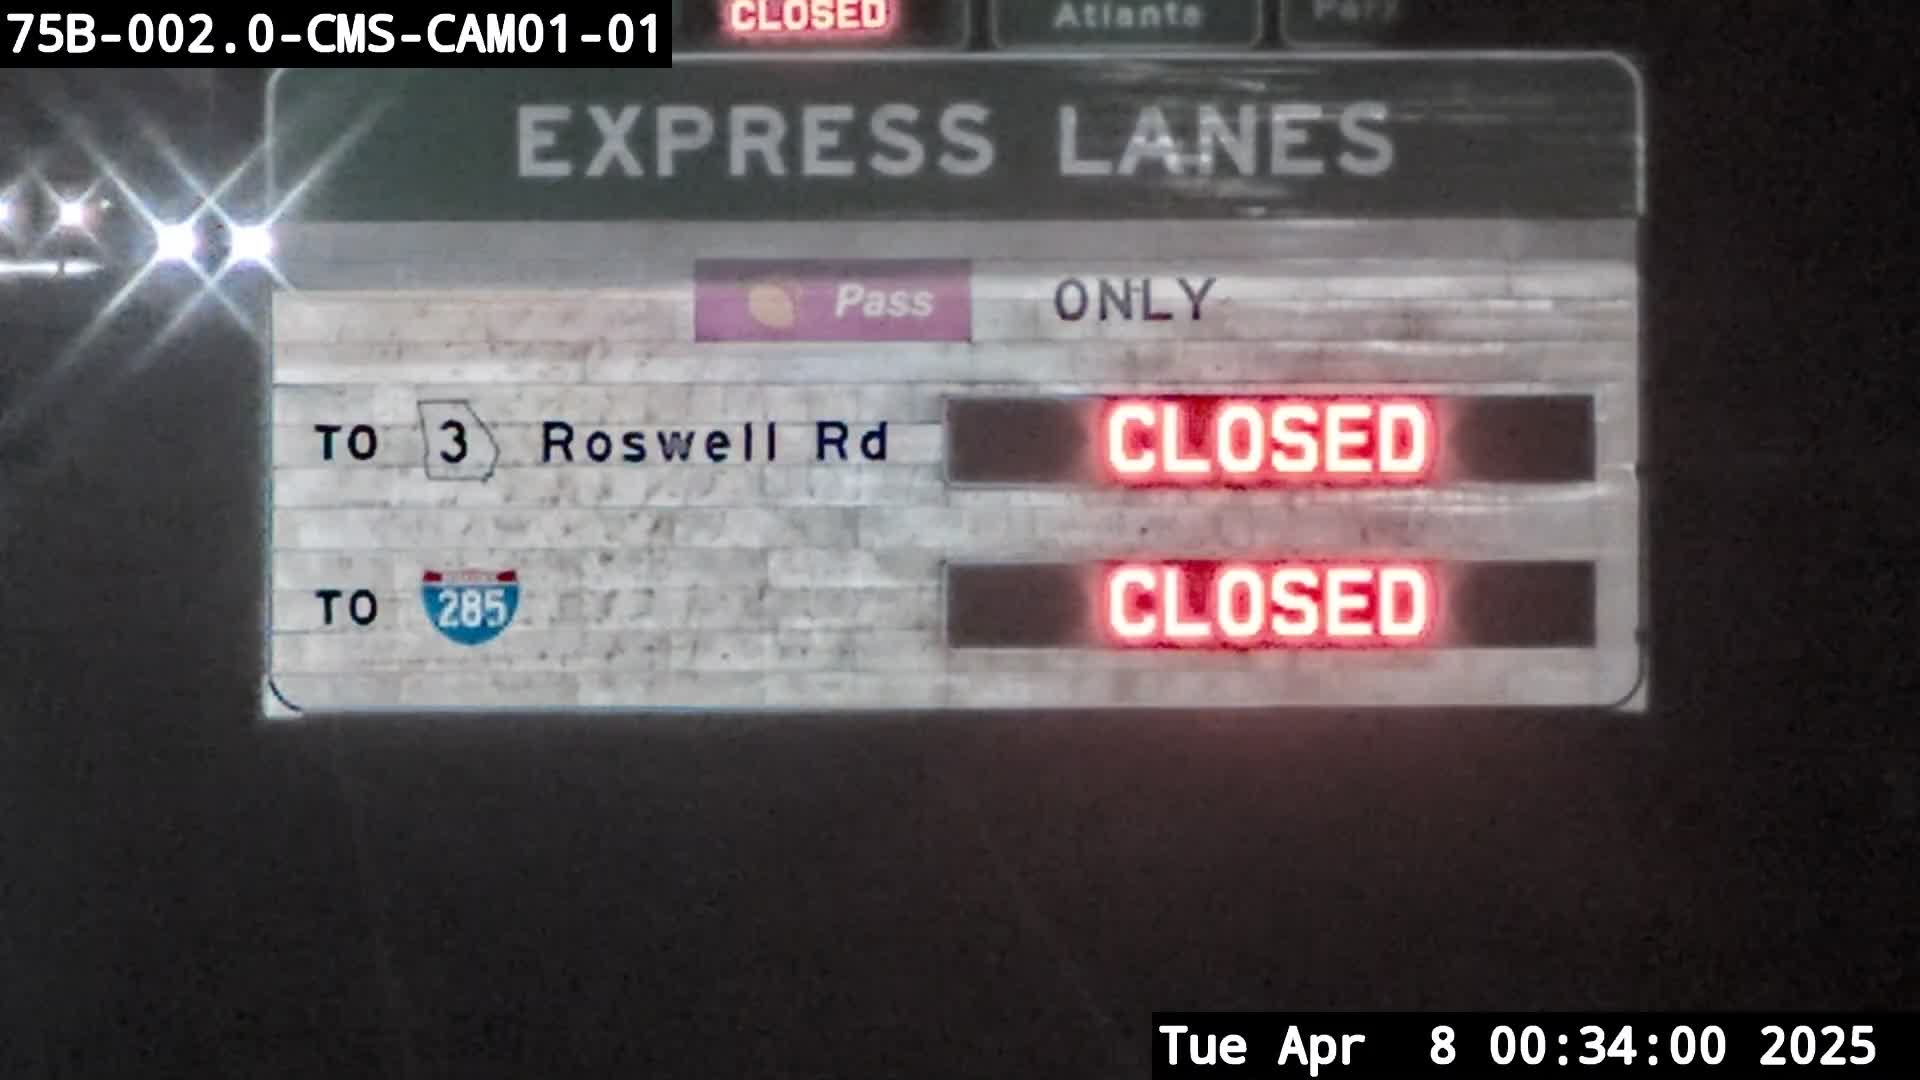 75B-002.0-CMS-CAM01-01
CLOSED
Atlanta
EXPRESS LANES
Pass ONLY
TO 3 Roswell Rd CLOSED
TO 285 CLOSED
Tue Apr 8 00:34:00 2025